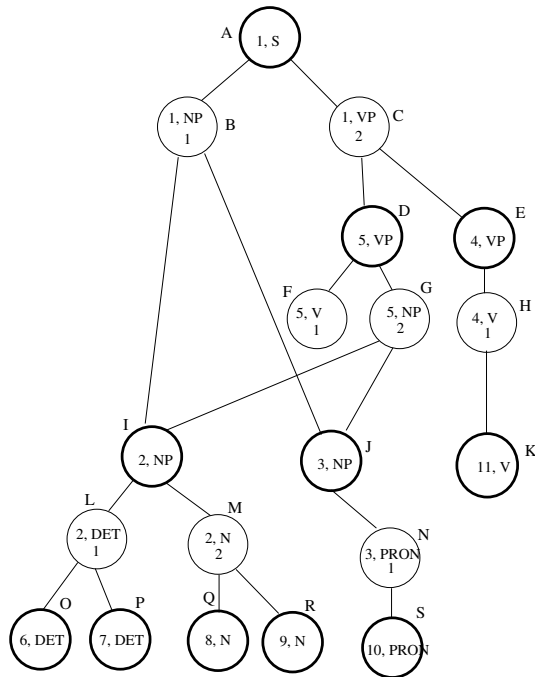 A
1, S
1, NP
1
B
1, VP
2
C
D
5, VP
E
4, VP
F
5, V
1
G
5, NP
2
H
4, V
1
I
2, NP
J
3, NP
K
11, V
L
2, DET
1
M
2, N
2
N
3, PRON
1
O
6, DET
P
7, DET
Q
8, N
R
9, N
S
10, PRON